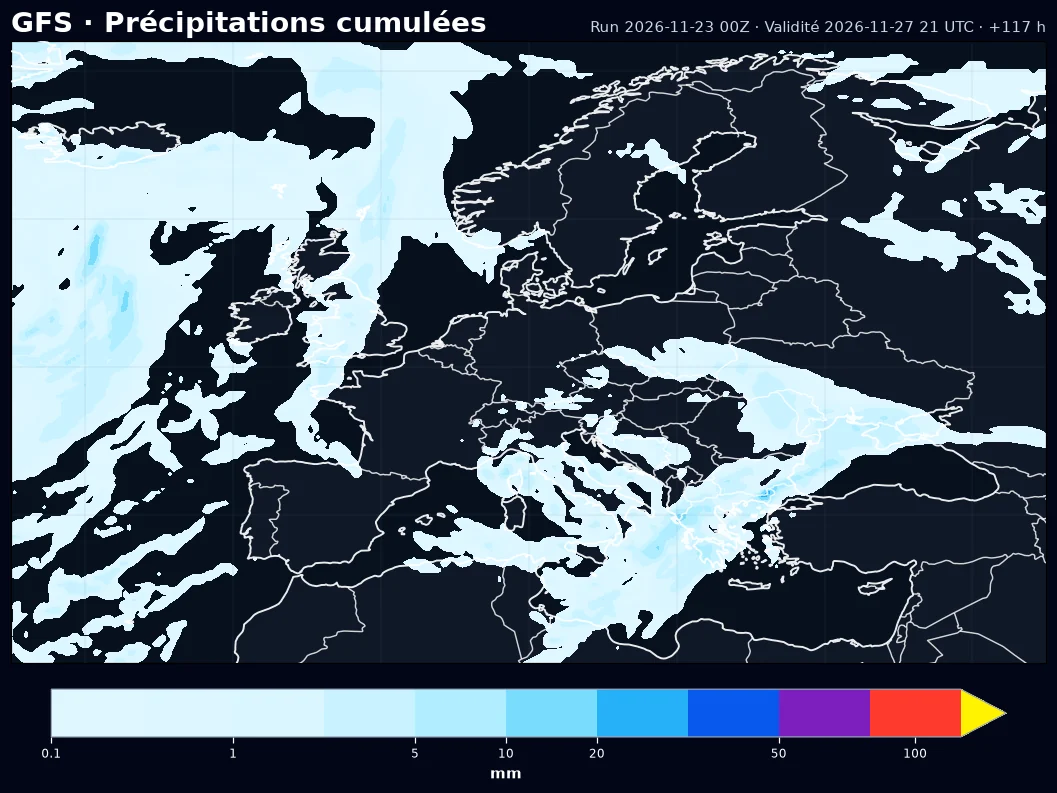 GFS · Précipitations cumulées
Run 2026-11-23 00Z · Validité 2026-11-27 21 UTC · +117 h
0.1 1 5 10 20 50 100
mm